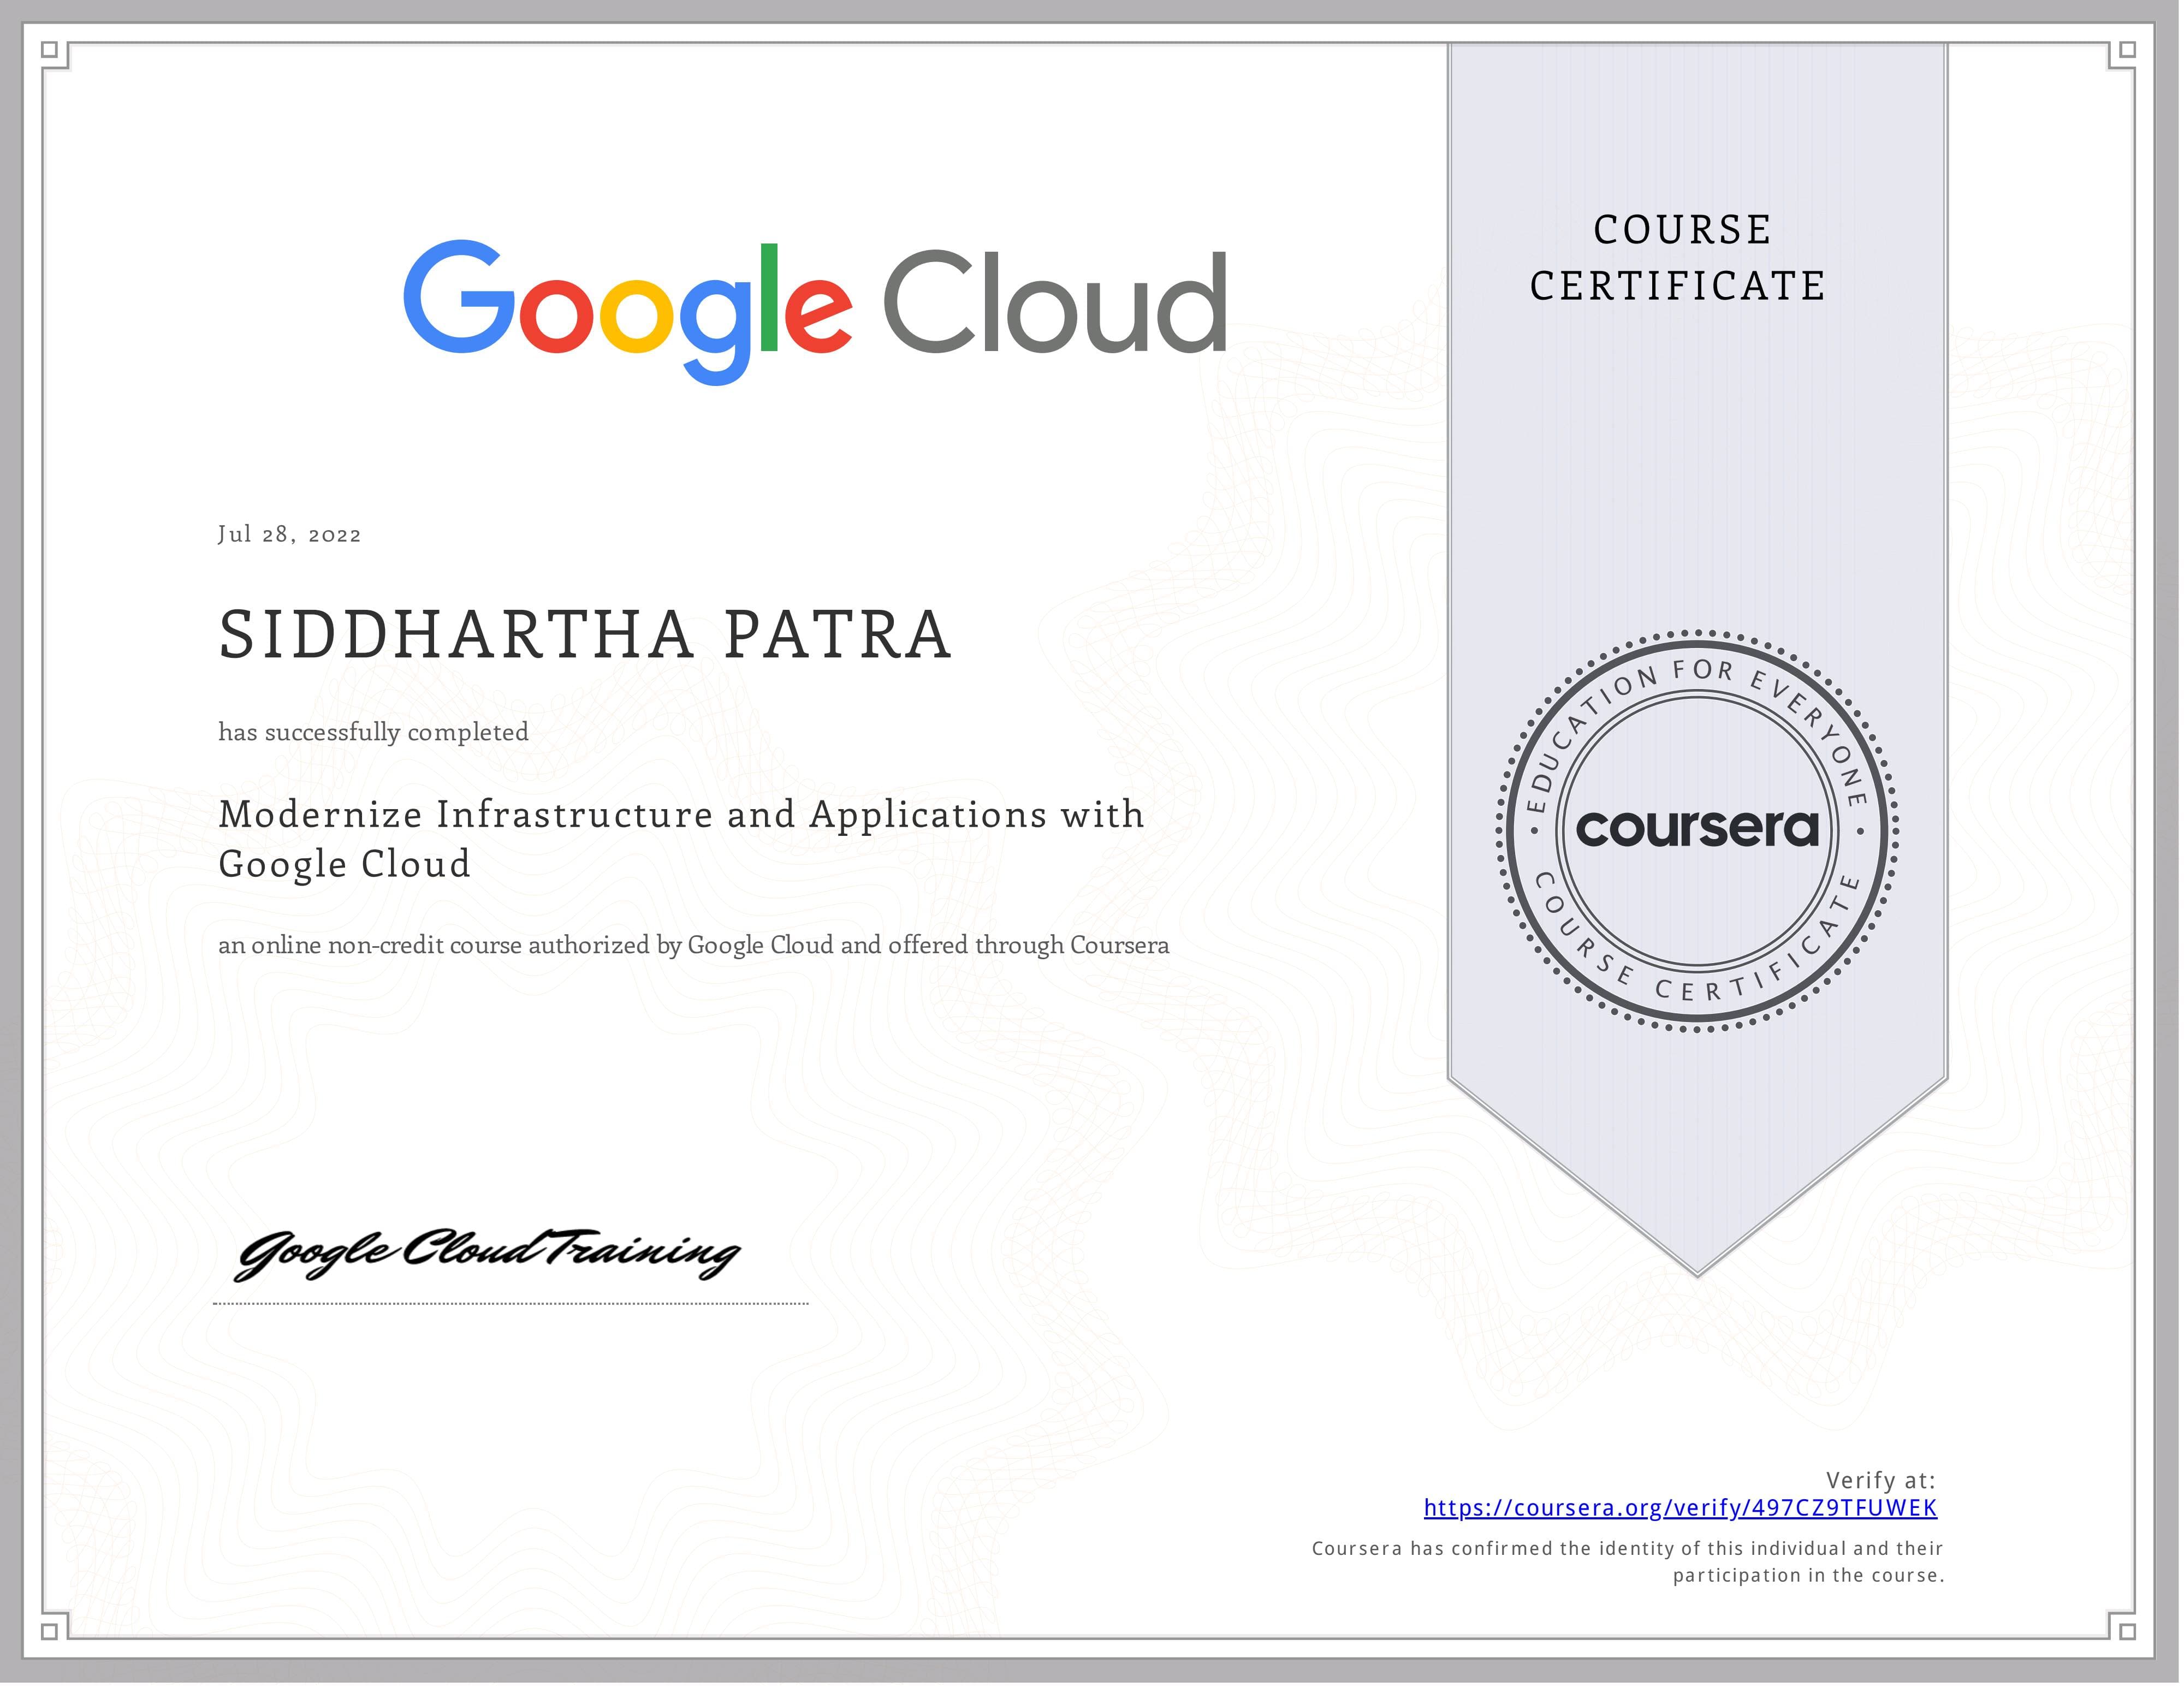 Google Cloud
COURSE
CERTIFICATE
Jul 28, 2022
SIDDHARTHA PATRA
has successfully completed
Modernize Infrastructure and Applications with
Google Cloud
an online non-credit course authorized by Google Cloud and offered through Coursera
EDUCATION FOR EVERYONE
coursera
COURSE CERTIFICATE
Google Cloud Training
Verify at:
https://coursera.org/verify/497CZ9TFUWEK
Coursera has confirmed the identity of this individual and their
participation in the course.